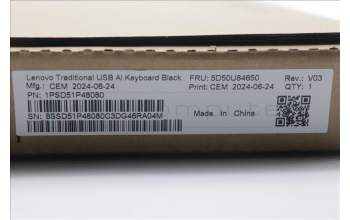 Lenovo Traditional USB AI Keyboard Black FRU: 5D50U84650 Rev.: V03
Mfg.: CEM 2024-06-24 Print: CEM 2024-06-24 QTY: 1
PN: 1PSD51P48080
SN: 8SSD51P48080C3DG46RA04M
Made In China